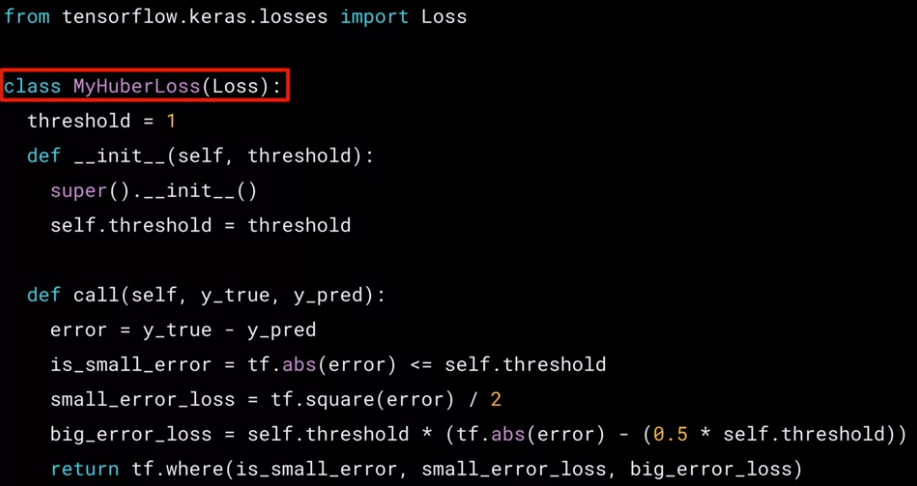 from tensorflow.keras.losses import Loss
class MyHuberLoss(Loss):
  threshold = 1
  def __init__(self, threshold):
    super().__init__()
    self.threshold = threshold
  def call(self, y_true, y_pred):
    error = y_true - y_pred
    is_small_error = tf.abs(error) <= self.threshold
    small_error_loss = tf.square(error) / 2
    big_error_loss = self.threshold * (tf.abs(error) - (0.5 * self.threshold))
    return tf.where(is_small_error, small_error_loss, big_error_loss)